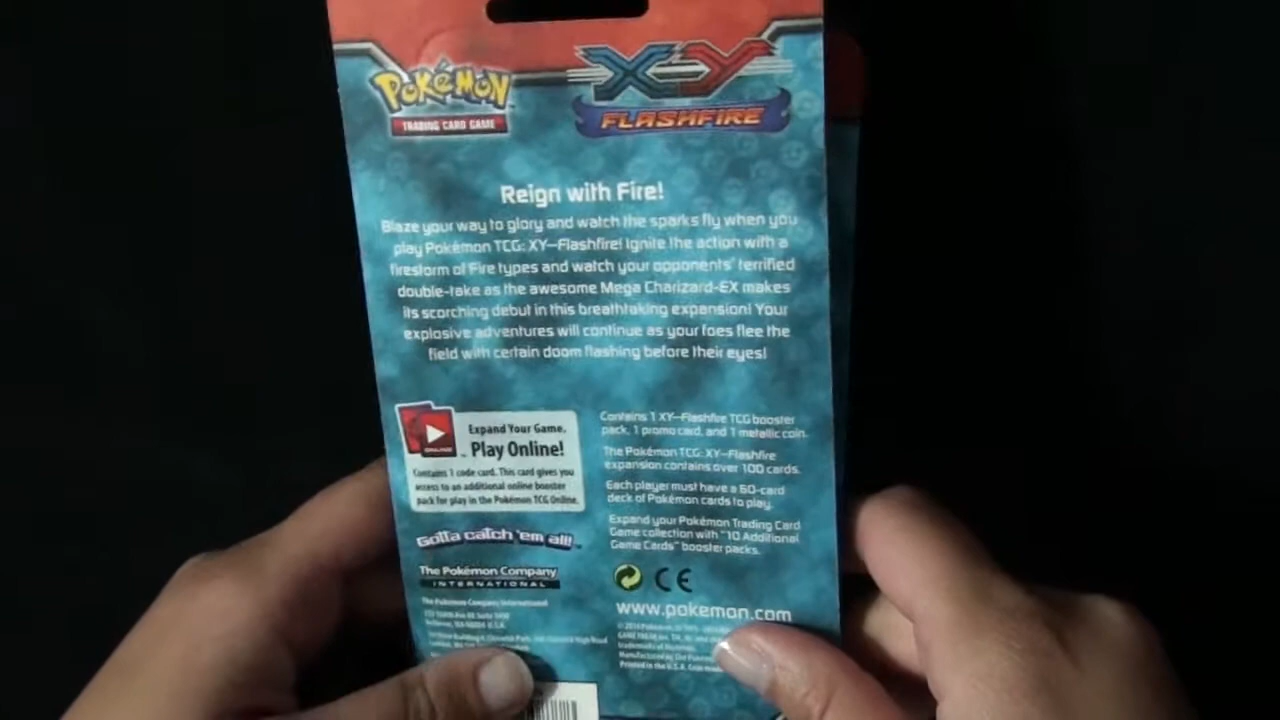 POKéMON
TRADING CARD GAME
XY
FLASHFIRE
Reign with Fire!
Blaze your way to glory and watch the sparks fly when you
play Pokémon TCG: XY—Flashfire! Ignite the action with a
firestorm of Fire types and watch your opponents' terrified
double-take as the awesome Mega Charizard-EX makes
its scorching debut in this breathtaking expansion! Your
explosive adventures will continue as your foes flee the
field with certain doom flashing before their eyes!
ONLINE
Expand Your Game.
Play Online!
Contains 1 code card. This card gives you
access to an additional online booster
pack for play in the Pokémon TCG Online.
Gotta catch 'em all!
The Pokémon Company
INTERNATIONAL
The Pokémon Company International
Contains 1 XY—Flashfire TCG booster
pack, 1 promo card, and 1 metallic coin.
The Pokémon TCG: XY—Flashfire
expansion contains over 100 cards.
Each player must have a 60-card
deck of Pokémon cards to play.
Expand your Pokémon Trading Card
Game collection with "10 Additional
Game Cards" booster packs.
CE
www.pokemon.com
Printed in the U.S.A.